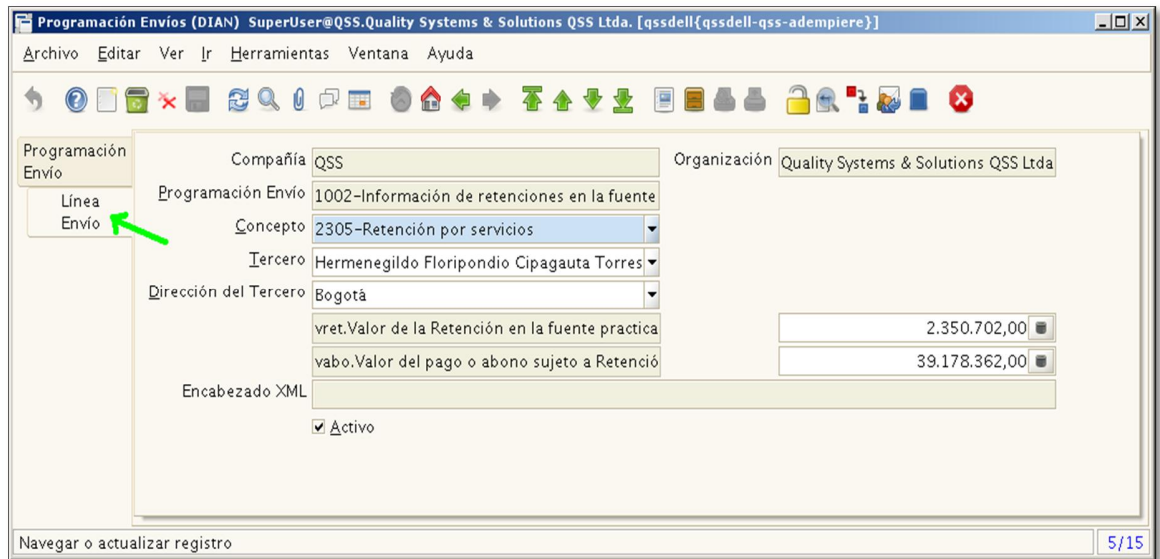 Programación Envíos (DIAN) SuperUser@QSS.Quality Systems & Solutions QSS Ltda. [qssdell{qssdell-qss-adempiere}]
Archivo Editar Ver Ir Herramientas Ventana Ayuda
Programación
Envío
Línea
Envío
Compañía QSS Organización Quality Systems & Solutions QSS Ltda
Programación Envío 1002-Información de retenciones en la fuente
Concepto 2305-Retención por servicios
Tercero Hermenegildo Floripondio Cipagauta Torres
Dirección del Tercero Bogotá
vret.Valor de la Retención en la fuente practica 2.350.702,00
vabo.Valor del pago o abono sujeto a Retenció 39.178.362,00
Encabezado XML
Activo
Navegar o actualizar registro 5/15